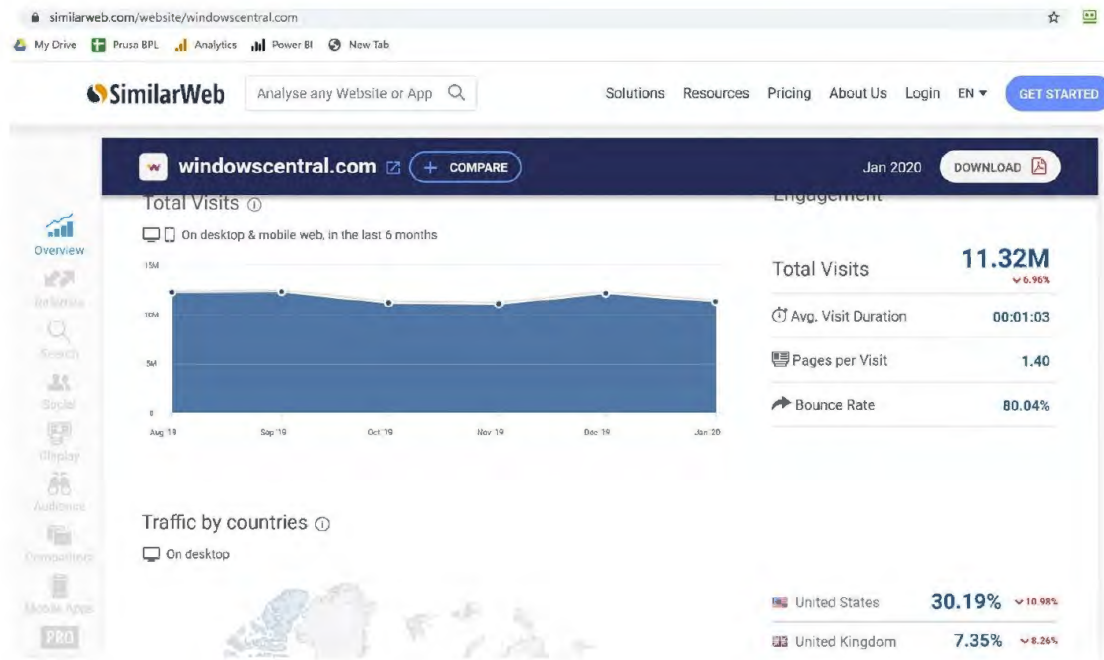 similarweb.com/website/windowscentral.com
My Drive Prusa BPL Analytics Power BI New Tab
SimilarWeb Analyse any Website or App Solutions Resources Pricing About Us Login EN GET STARTED
windowscentral.com + COMPARE Jan 2020 DOWNLOAD
Total Visits
On desktop & mobile web, in the last 6 months
15M
10M
5M
0
Aug '19 Sep '19 Oct '19 Nov '19 Dec '19 Jan '20
Engagement
Total Visits 11.32M
6.96%
Avg. Visit Duration 00:01:03
Pages per Visit 1.40
Bounce Rate 80.04%
Overview
Referrals
Search
Social
Display
Audience
Competitors
Mobile Apps
PRO
Traffic by countries
On desktop
United States 30.19% 10.98%
United Kingdom 7.35% 8.26%